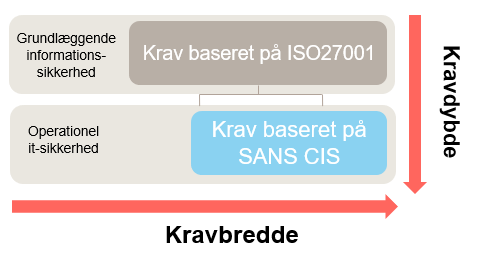 Grundlæggende
informations-
sikkerhed
Krav baseret på ISO27001
Operationel
it-sikkerhed
Krav baseret på
SANS CIS
Kravdybde
Kravbredde